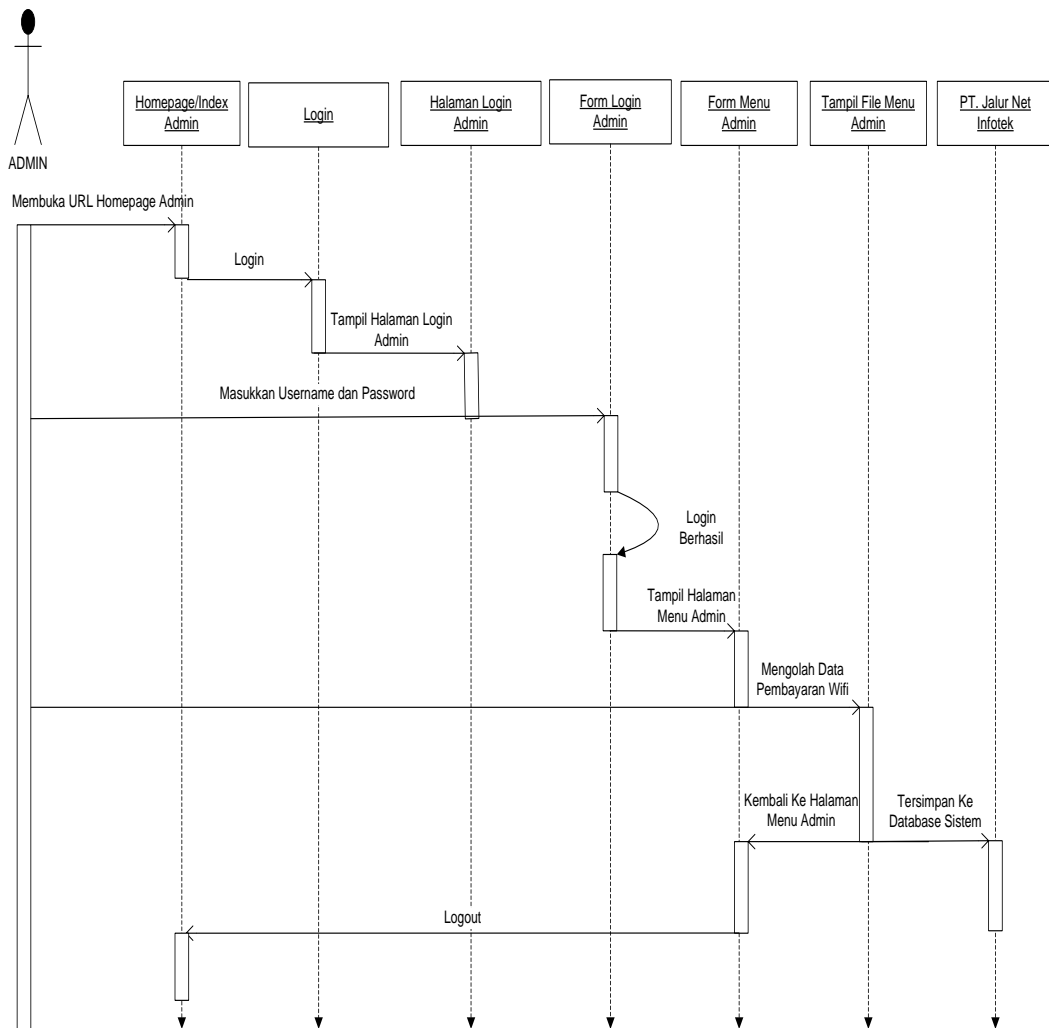 ADMIN
Homepage/Index
Admin
Login
Halaman Login
Admin
Form Login
Admin
Form Menu
Admin
Tampil File Menu
Admin
PT. Jalur Net
Infotek
Membuka URL Homepage Admin
Login
Tampil Halaman Login
Admin
Masukkan Username dan Password
Login
Berhasil
Tampil Halaman
Menu Admin
Mengolah Data
Pembayaran Wifi
Kembali Ke Halaman
Menu Admin
Tersimpan Ke
Database Sistem
Logout